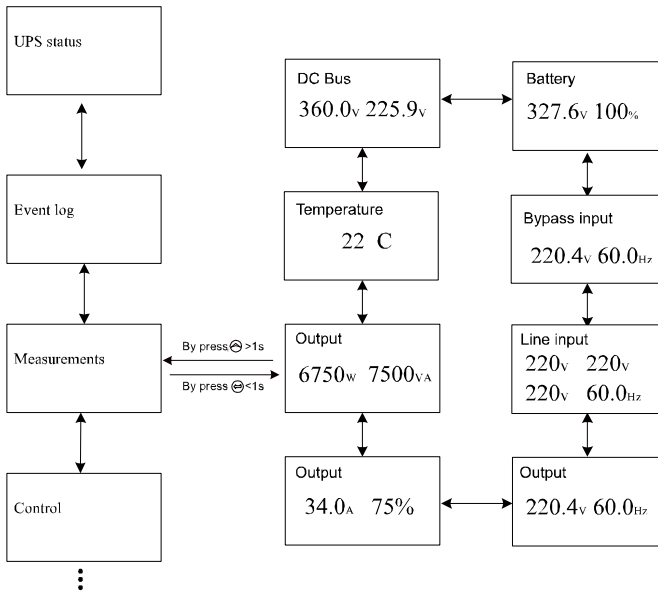 UPS status
Event log
Measurements
Control
By press >1s
By press <1s
DC Bus
360.0V 225.9V
Temperature
22 C
Output
6750W 7500VA
Output
34.0A 75%
Battery
327.6V 100%
Bypass input
220.4V 60.0Hz
Line input
220V 220V
220V 60.0Hz
Output
220.4V 60.0Hz